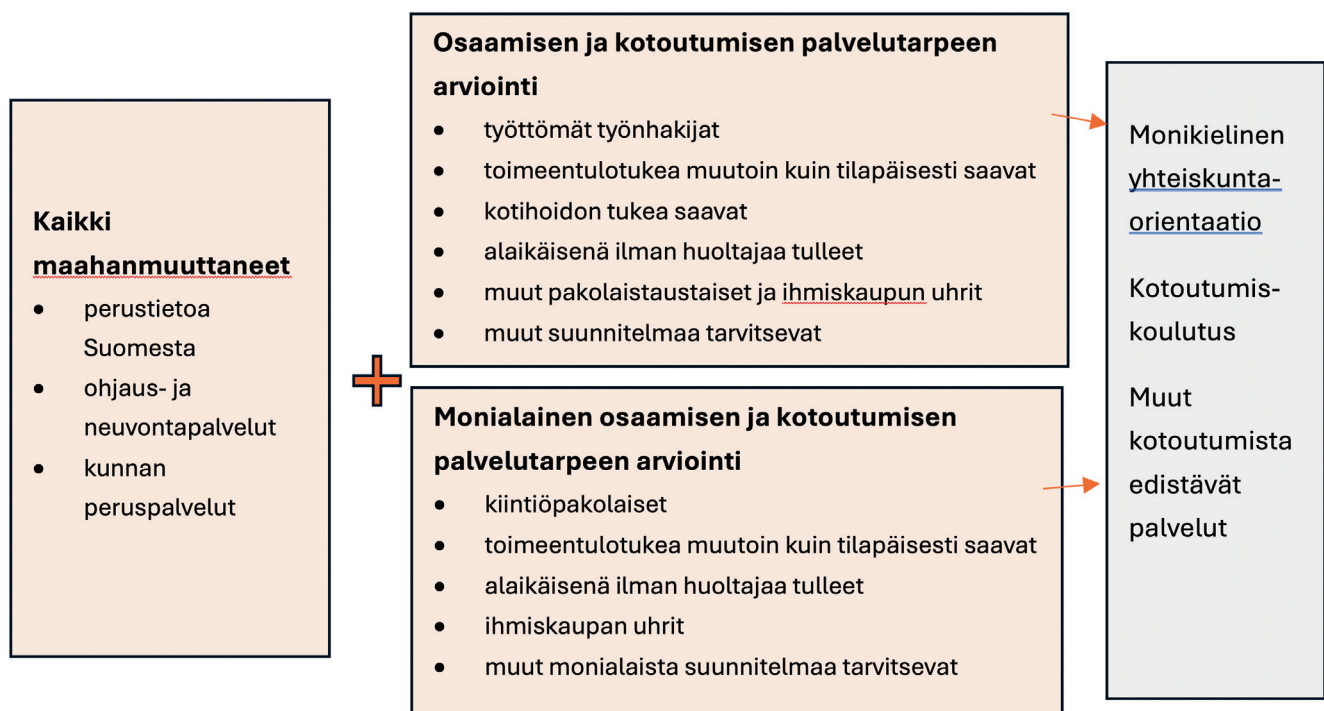 Kaikki
maahanmuuttaneet
• perustietoa
Suomesta
• ohjaus- ja
neuvontapalvelut
• kunnan
peruspalvelut
Osaamisen ja kotoutumisen palvelutarpeen
arviointi
• työttömät työnhakijat
• toimeentulotukea muutoin kuin tilapäisesti saavat
• kotihoidon tukea saavat
• alaikäisenä ilman huoltajaa tulleet
• muut pakolaistaustaiset ja ihmiskaupun uhrit
• muut suunnitelmaa tarvitsevat
Monialainen osaamisen ja kotoutumisen
palvelutarpeen arviointi
• kiintiöpakolaiset
• toimeentulotukea muutoin kuin tilapäisesti saavat
• alaikäisenä ilman huoltajaa tulleet
• ihmiskaupan uhrit
• muut monialaista suunnitelmaa tarvitsevat
Monikielinen
yhteiskunta-
orientaatio
Kotoutumis-
koulutus
Muut
kotoutumista
edistävät
palvelut